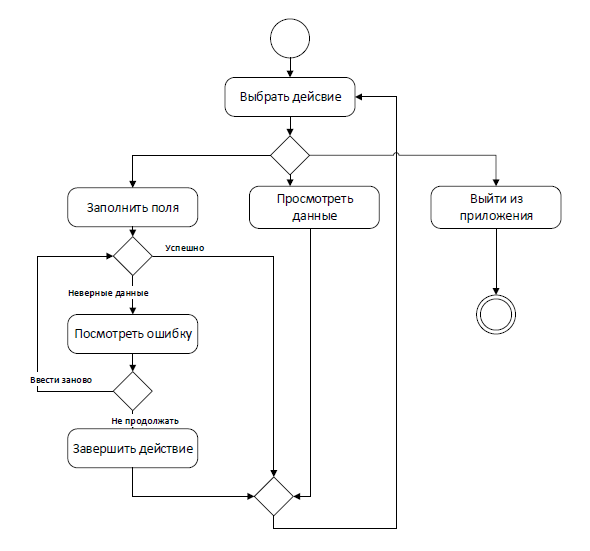 Выбрать дейсвие
Заполнить поля
Просмотреть
данные
Выйти из
приложения
Успешно
Неверные данные
Посмотреть ошибку
Ввести заново
Не продолжать
Завершить действие